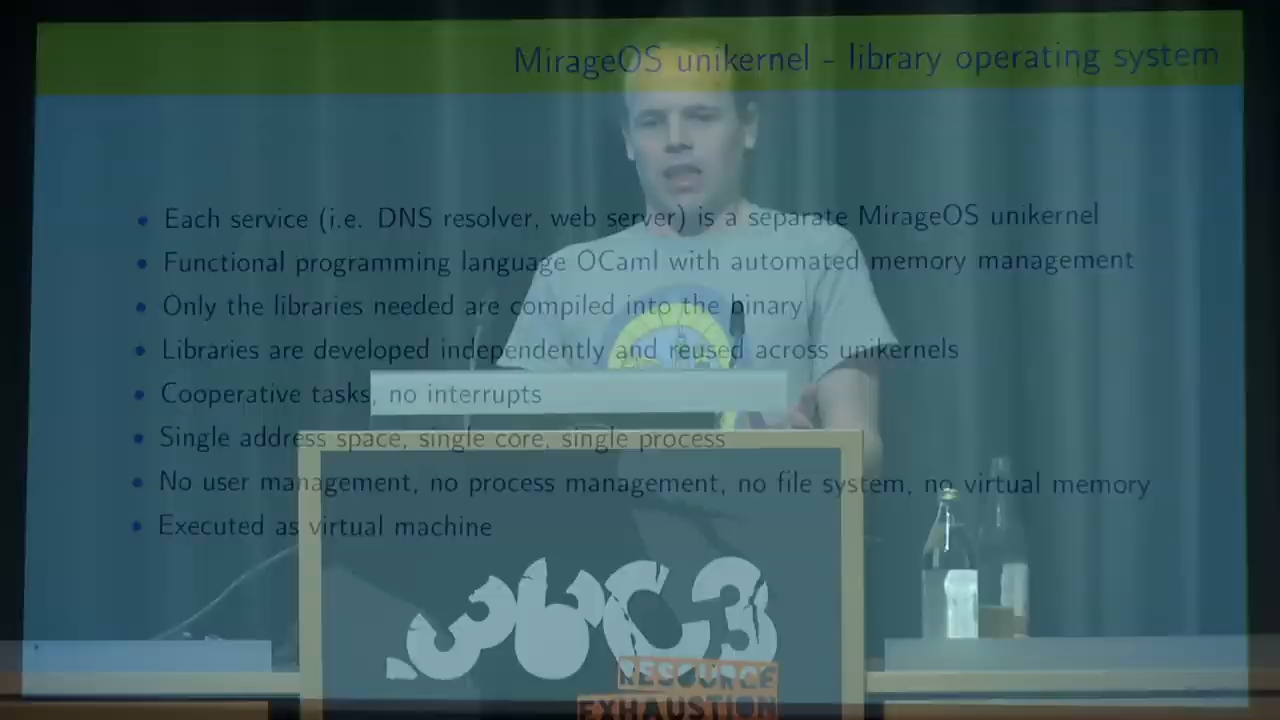 MirageOS unikernel - library operating system
• Each service (i.e. DNS resolver, web server) is a separate MirageOS unikernel
• Functional programming language OCaml with automated memory management
• Only the libraries needed are compiled into the binary
• Libraries are developed independently and reused across unikernels
• Cooperative tasks, no interrupts
• Single address space, single core, single process
• No user management, no process management, no file system, no virtual memory
• Executed as virtual machine
.36C3
RESOURCE
EXHAUSTION